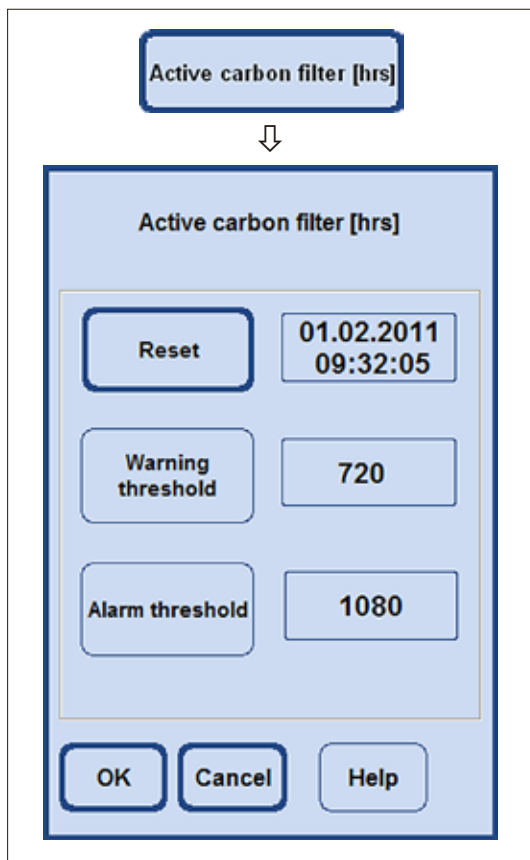 Active carbon filter [hrs]
Active carbon filter [hrs]
Reset
01.02.2011
09:32:05
Warning
threshold
720
Alarm threshold
1080
OK
Cancel
Help